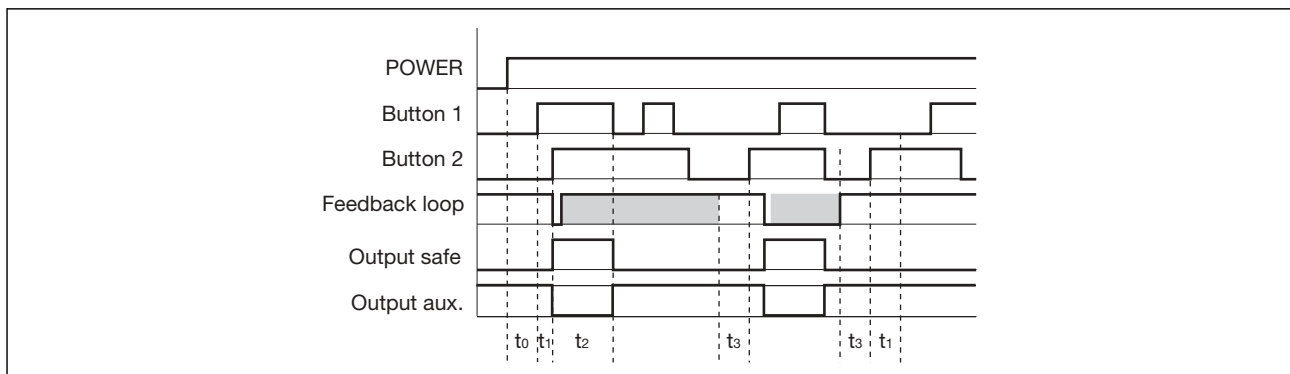 POWER
Button 1
Button 2
Feedback loop
Output safe
Output aux.
t0 t1 t2 t3 t3 t1